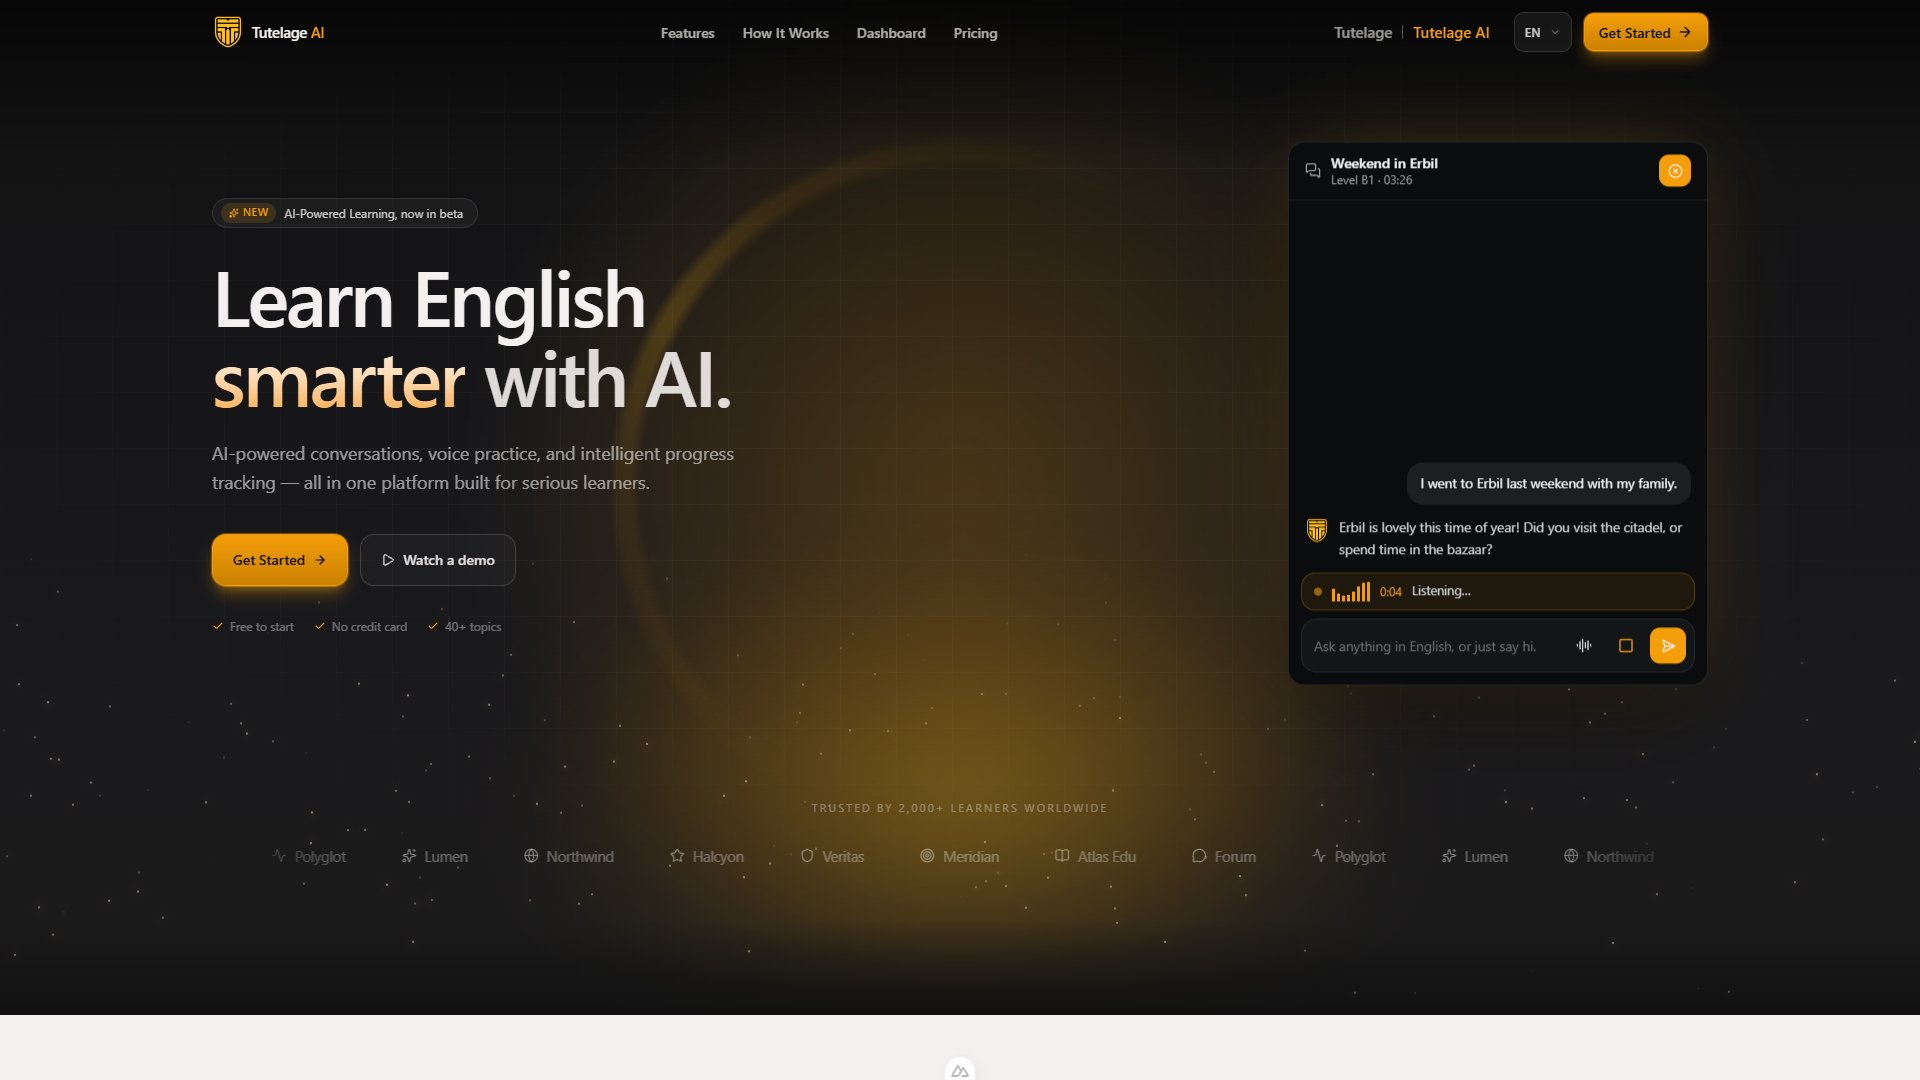 Tutelage AI
Features
How It Works
Dashboard
Pricing
Tutelage
Tutelage AI
EN
Get Started
NEW
AI-Powered Learning, now in beta
Learn English
smarter with AI.
AI-powered conversations, voice practice, and intelligent progress
tracking — all in one platform built for serious learners.
Get Started
Watch a demo
Free to start
No credit card
40+ topics
Weekend in Erbil
Level B1 · 03:26
I went to Erbil last weekend with my family.
Erbil is lovely this time of year! Did you visit the citadel, or
spend time in the bazaar?
0:04 Listening...
Ask anything in English, or just say hi.
TRUSTED BY 2,000+ LEARNERS WORLDWIDE
Polyglot
Lumen
Northwind
Halcyon
Veritas
Meridian
Atlas Edu
Forum
Polyglot
Lumen
Northwind